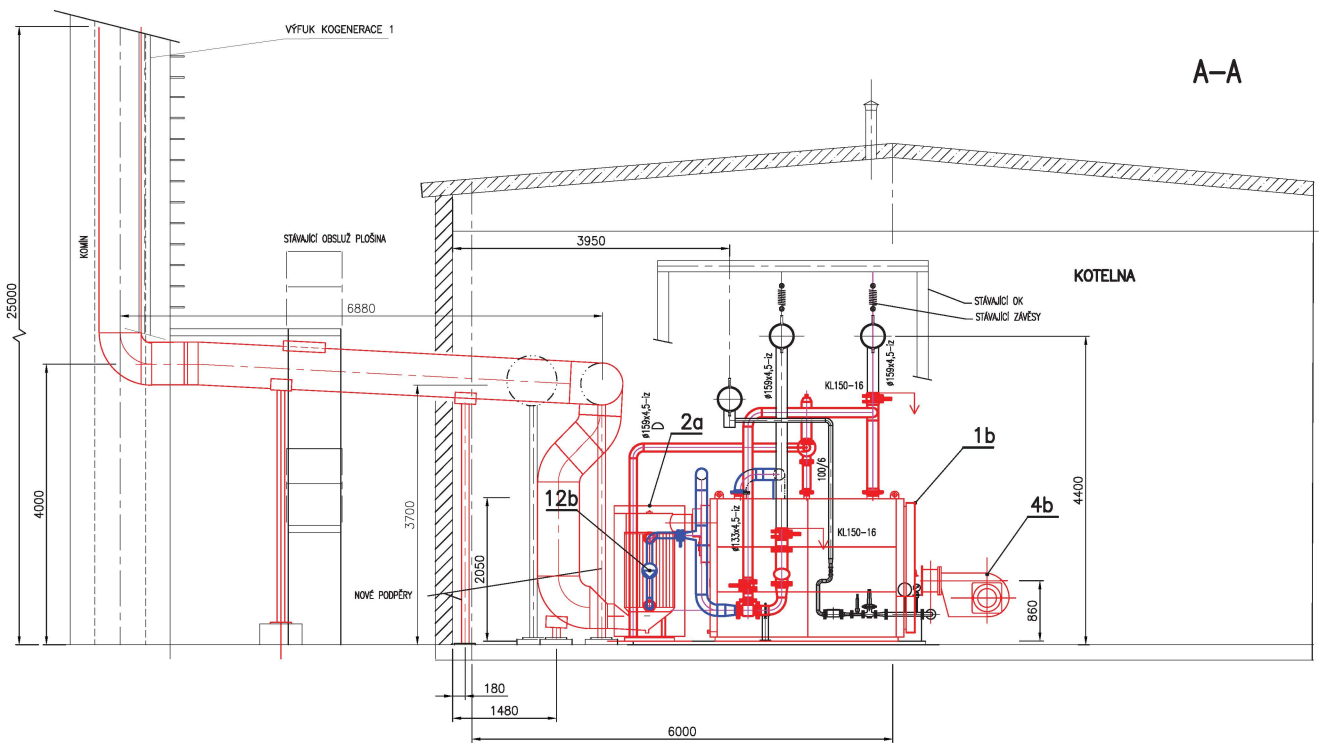 VÝFUK KOGENERACE 1
A–A
25000
KOMÍN
STÁVAJÍCÍ OBSLUŽ PLOŠINA
3950
KOTELNA
6880
STÁVAJÍCÍ OK
STÁVAJÍCÍ ZÁVĚSY
ø159x4,5-iz
ø159x4,5-iz
KL150-16
ø159x4,5-iz
D
2a
1b
100/6
4400
4000
3700
12b
4b
2050
ø133x4,5-iz
KL150-16
NOVÉ PODPĚRY
860
180
1480
6000